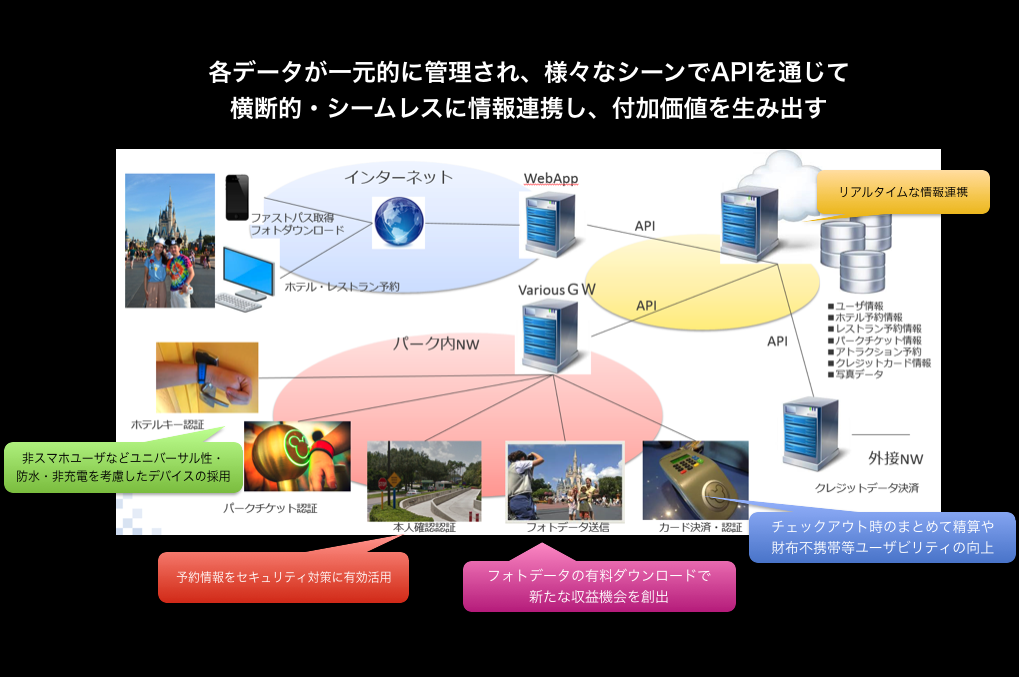 各データが一元的に管理され、様々なシーンでAPIを通じて
横断的・シームレスに情報連携し、付加価値を生み出す
インターネット
WebApp
リアルタイムな情報連携
ファストパス取得
フォトダウンロード
API
ホテル・レストラン予約
Various GW
API
■ユーザ情報
■ホテル予約情報
■レストラン予約情報
■パークチケット情報
■アトラクション予約
■クレジットカード情報
■写真データ
パーク内NW
API
ホテルキー認証
非スマホユーザなどユニバーサル性・
防水・非充電を考慮したデバイスの採用
外接NW
クレジットデータ決済
パークチケット認証
本人確認認証
フォトデータ送信
カード決済・認証
チェックアウト時のまとめて精算や
財布不携帯等ユーザビリティの向上
予約情報をセキュリティ対策に有効活用
フォトデータの有料ダウンロードで
新たな収益機会を創出